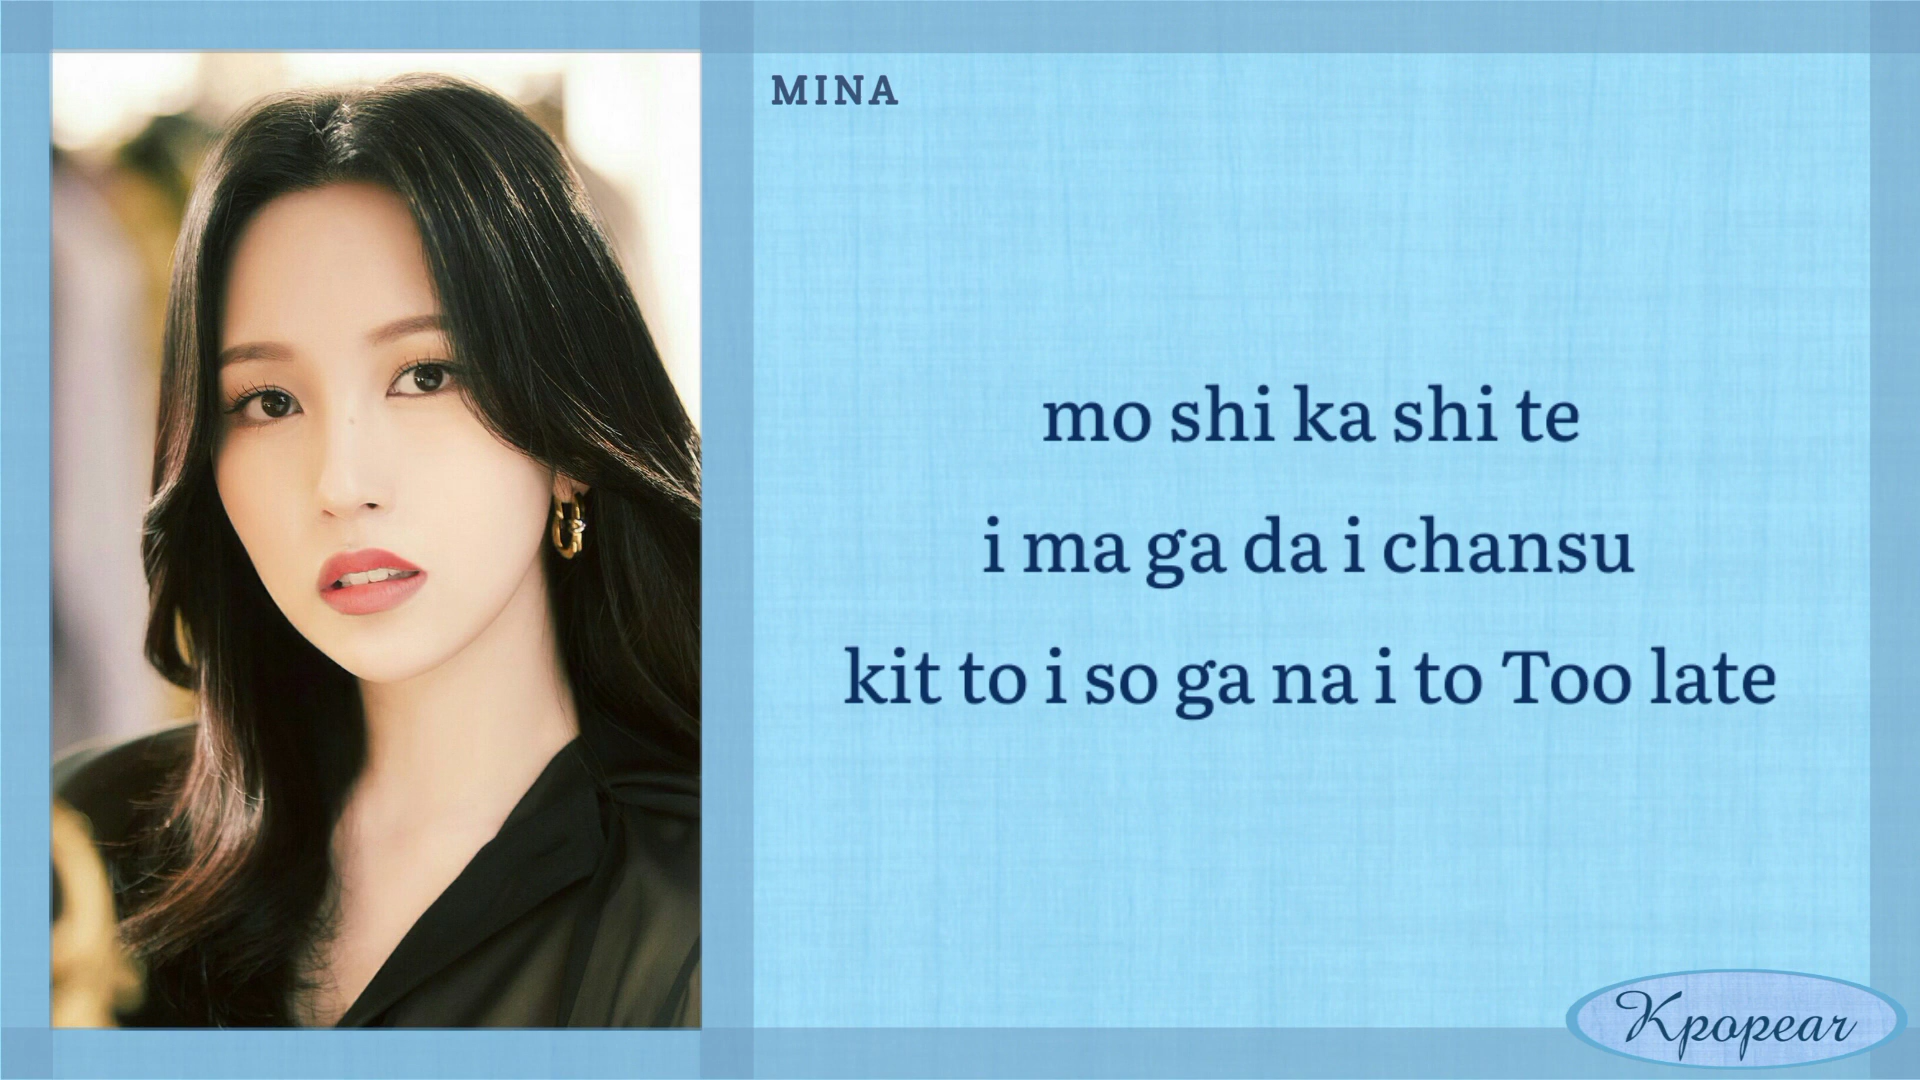 MINA
mo shi ka shi te
i ma ga da i chansu
kit to i so ga na i to Too late
Kpopear